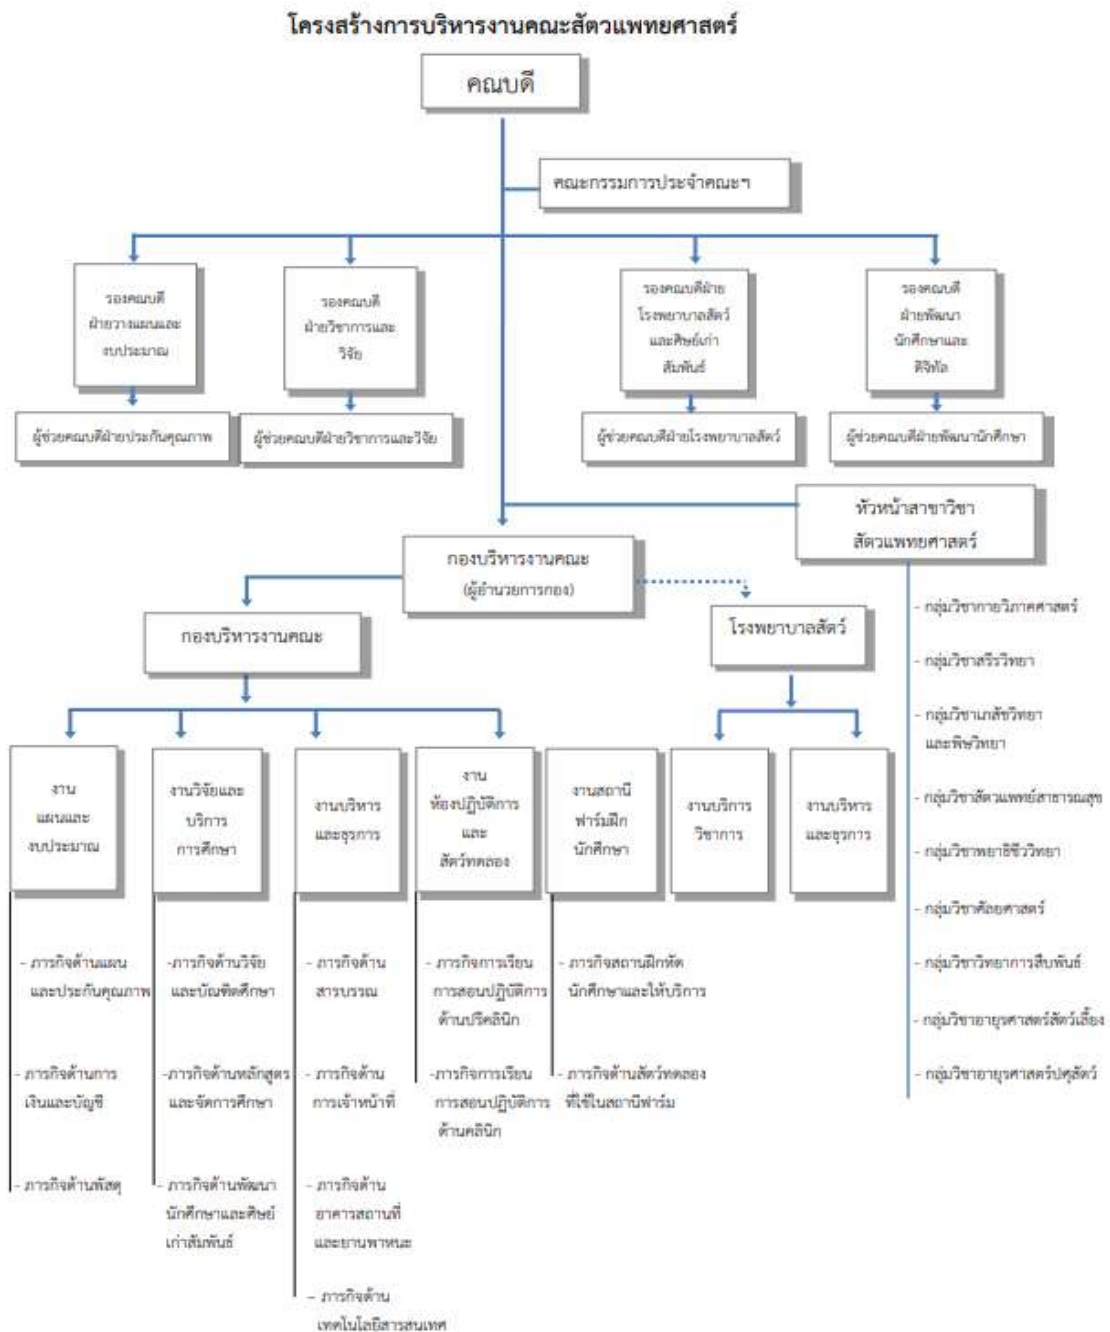 โครงสร้างการบริหารงานคณะสัตวแพทยศาสตร์
คณบดี
คณะกรรมการประจำคณะฯ
รองคณบดี
ฝ่ายวางแผนและ
งบประมาณ
รองคณบดี
ฝ่ายวิชาการและ
วิจัย
รองคณบดีฝ่าย
โรงพยาบาลสัตว์
และศิษย์เก่า
สัมพันธ์
รองคณบดี
ฝ่ายพัฒนา
นักศึกษาและ
ดิจิทัล
ผู้ช่วยคณบดีฝ่ายประกันคุณภาพ
ผู้ช่วยคณบดีฝ่ายวิชาการและวิจัย
ผู้ช่วยคณบดีฝ่ายโรงพยาบาลสัตว์
ผู้ช่วยคณบดีฝ่ายพัฒนานักศึกษา
หัวหน้าสาขาวิชา
สัตวแพทยศาสตร์
กองบริหารงานคณะ
(ผู้อำนวยการกอง)
กองบริหารงานคณะ
โรงพยาบาลสัตว์
- กลุ่มวิชากายวิภาคศาสตร์
- กลุ่มวิชาสรีรวิทยา
- กลุ่มวิชาเภสัชวิทยา
และพิษวิทยา
- กลุ่มวิชาสัตวแพทย์สาธารณสุข
- กลุ่มวิชาพยาธิชีววิทยา
- กลุ่มวิชาศัลยศาสตร์
- กลุ่มวิชาวิทยาการสืบพันธ์
- กลุ่มวิชาอายุรศาสตร์สัตว์เลี้ยง
- กลุ่มวิชาอายุรศาสตร์ปศุสัตว์
งาน
แผนและ
งบประมาณ
งานวิจัยและ
บริการ
การศึกษา
งานบริหาร
และธุรการ
งาน
ห้องปฏิบัติการ
และ
สัตว์ทดลอง
งานสถานี
ฟาร์มฝึก
นักศึกษา
งานบริการ
วิชาการ
งานบริหาร
และธุรการ
- ภารกิจด้านแผน
และประกันคุณภาพ
- ภารกิจด้านการ
เงินและบัญชี
- ภารกิจด้านพัสดุ
-ภารกิจด้านวิจัย
และบัณฑิตศึกษา
-ภารกิจด้านหลักสูตร
และจัดการศึกษา
- ภารกิจด้านพัฒนา
นักศึกษาและศิษย์
เก่าสัมพันธ์
- ภารกิจด้าน
สารบรรณ
- ภารกิจด้าน
การเจ้าหน้าที่
- ภารกิจด้าน
อาคารสถานที่
และยานพาหนะ
- ภารกิจด้าน
เทคโนโลยีสารสนเทศ
- ภารกิจการเรียน
การสอนปฏิบัติการ
ด้านปรีคลินิก
-ภารกิจการเรียน
การสอนปฏิบัติการ
ด้านคลินิก
- ภารกิจสถานฝึกหัด
นักศึกษาและให้บริการ
- ภารกิจด้านสัตว์ทดลอง
ที่ใช้ในสถานีฟาร์ม